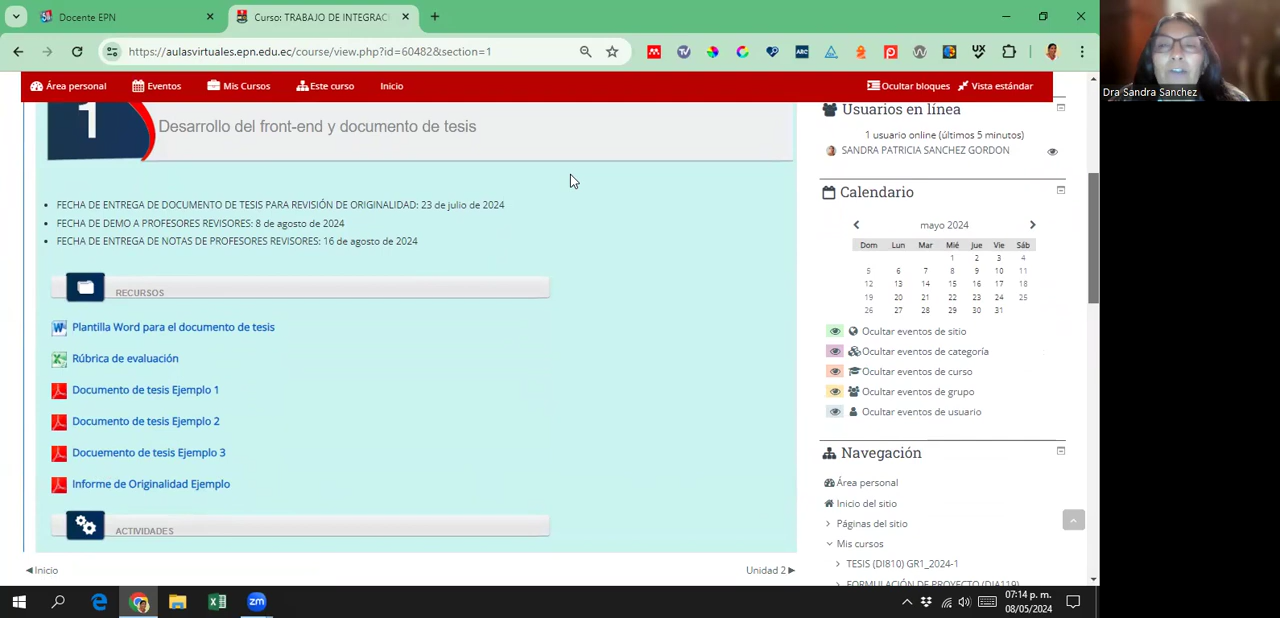 Docente EPN
Curso: TRABAJO DE INTEGRAC
https://aulasvirtuales.epn.edu.ec/course/view.php?id=60482&section=1
Área personal
Eventos
Mis Cursos
Este curso
Inicio
Ocultar bloques
Vista estándar
Dra Sandra Sanchez
1
Desarrollo del front-end y documento de tesis
FECHA DE ENTREGA DE DOCUMENTO DE TESIS PARA REVISIÓN DE ORIGINALIDAD: 23 de julio de 2024
FECHA DE DEMO A PROFESORES REVISORES: 8 de agosto de 2024
FECHA DE ENTREGA DE NOTAS DE PROFESORES REVISORES: 16 de agosto de 2024
RECURSOS
Plantilla Word para el documento de tesis
Rúbrica de evaluación
Documento de tesis Ejemplo 1
Documento de tesis Ejemplo 2
Docuemento de tesis Ejemplo 3
Informe de Originalidad Ejemplo
ACTIVIDADES
Inicio
Unidad 2
Usuarios en línea
1 usuario online (últimos 5 minutos)
SANDRA PATRICIA SANCHEZ GORDON
Calendario
mayo 2024
Dom Lun Mar Mié Jue Vie Sáb
1 2 3 4
5 6 7 8 9 10 11
12 13 14 15 16 17 18
19 20 21 22 23 24 25
26 27 28 29 30 31
Ocultar eventos de sitio
Ocultar eventos de categoría
Ocultar eventos de curso
Ocultar eventos de grupo
Ocultar eventos de usuario
Navegación
Área personal
Inicio del sitio
Páginas del sitio
Mis cursos
TESIS (DI810) GR1_2024-1
FORMULACIÓN DE PROYECTO (DIA119)
07:14 p. m.
08/05/2024